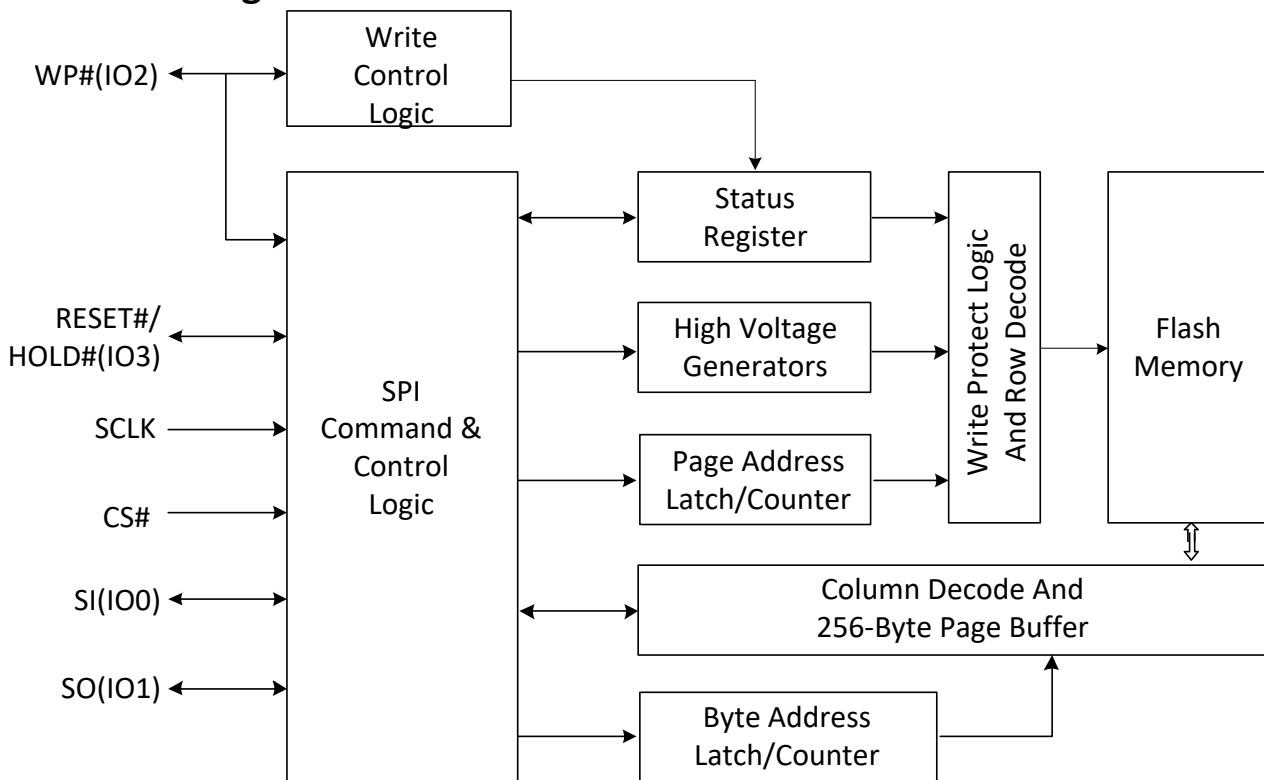 Write
Control
Logic
WP#(IO2)
Status
Register
RESET#/
HOLD#(IO3)
High Voltage
Generators
Write Protect Logic
And Row Decode
Flash
Memory
SPI
Command &
Control
Logic
SCLK
Page Address
Latch/Counter
CS#
SI(IO0)
Column Decode And
256-Byte Page Buffer
SO(IO1)
Byte Address
Latch/Counter